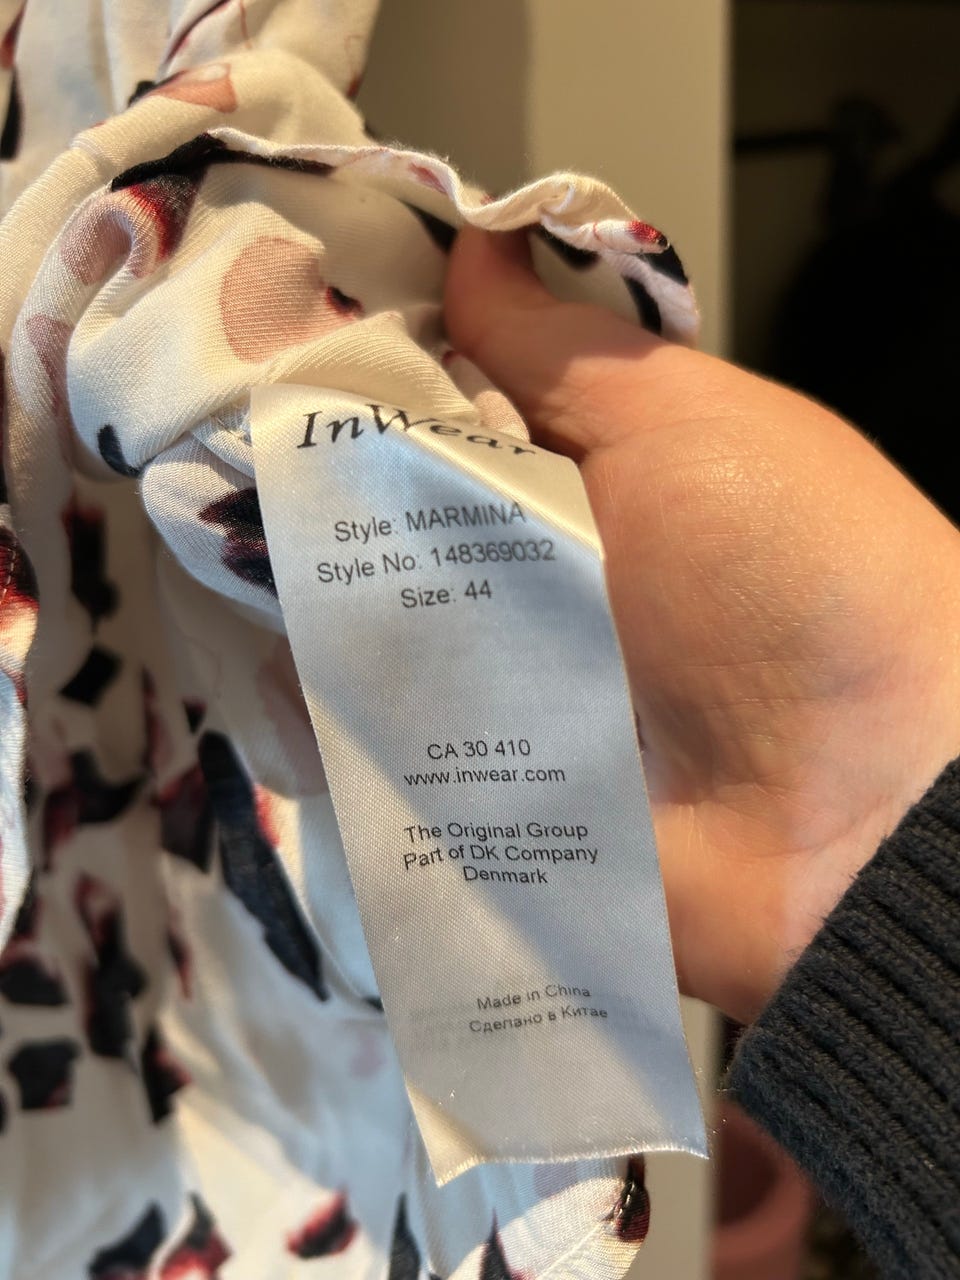 InWear
Style: MARMINA
Style No: 148369032
Size: 44
CA 30 410
www.inwear.com
The Original Group
Part of DK Company
Denmark
Made in China
Сделано в Китае